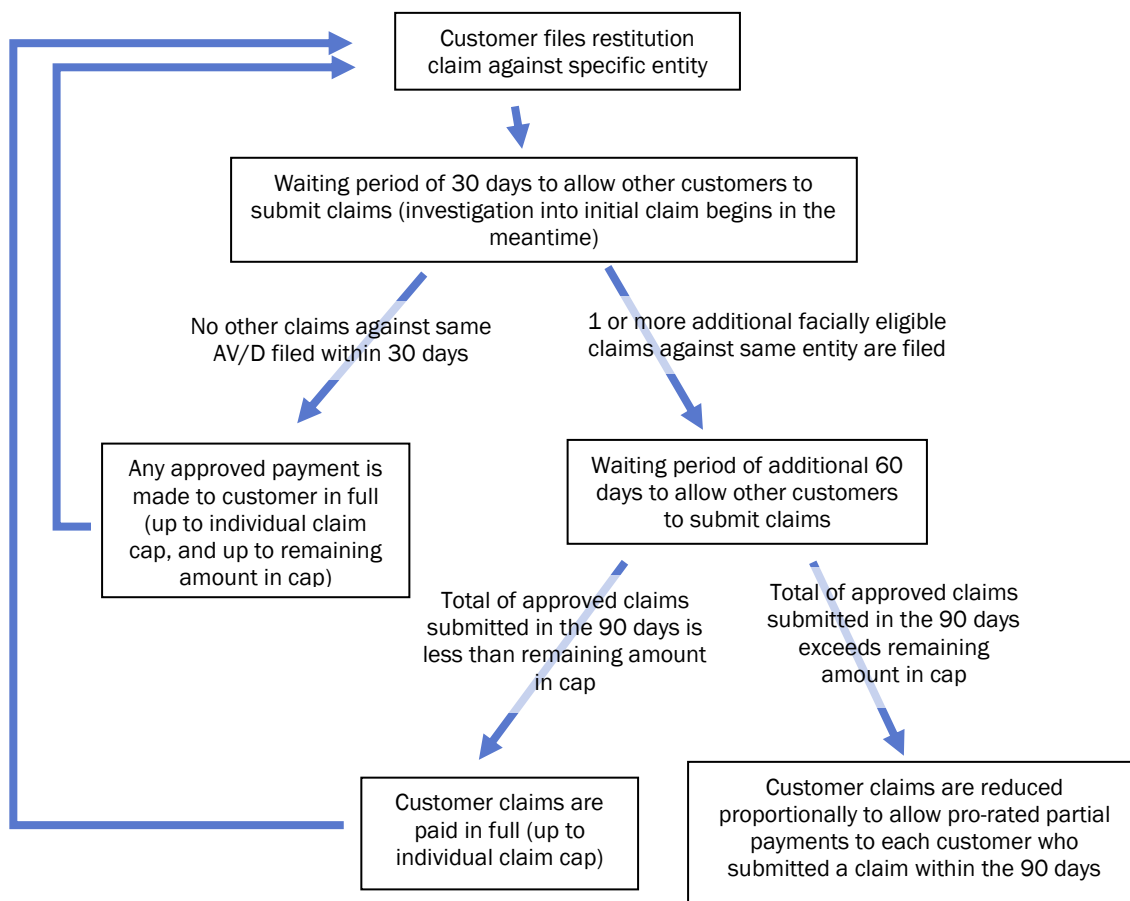 Customer files restitution
claim against specific entity
Waiting period of 30 days to allow other customers to
submit claims (investigation into initial claim begins in the
meantime)
No other claims against same
AV/D filed within 30 days
1 or more additional facially eligible
claims against same entity are filed
Any approved payment is
made to customer in full
(up to individual claim
cap, and up to remaining
amount in cap)
Waiting period of additional 60
days to allow other customers
to submit claims
Total of approved claims
submitted in the 90 days is
less than remaining amount
in cap
Total of approved claims
submitted in the 90 days
exceeds remaining
amount in cap
Customer claims are
paid in full (up to
individual claim cap)
Customer claims are reduced
proportionally to allow pro-rated partial
payments to each customer who
submitted a claim within the 90 days